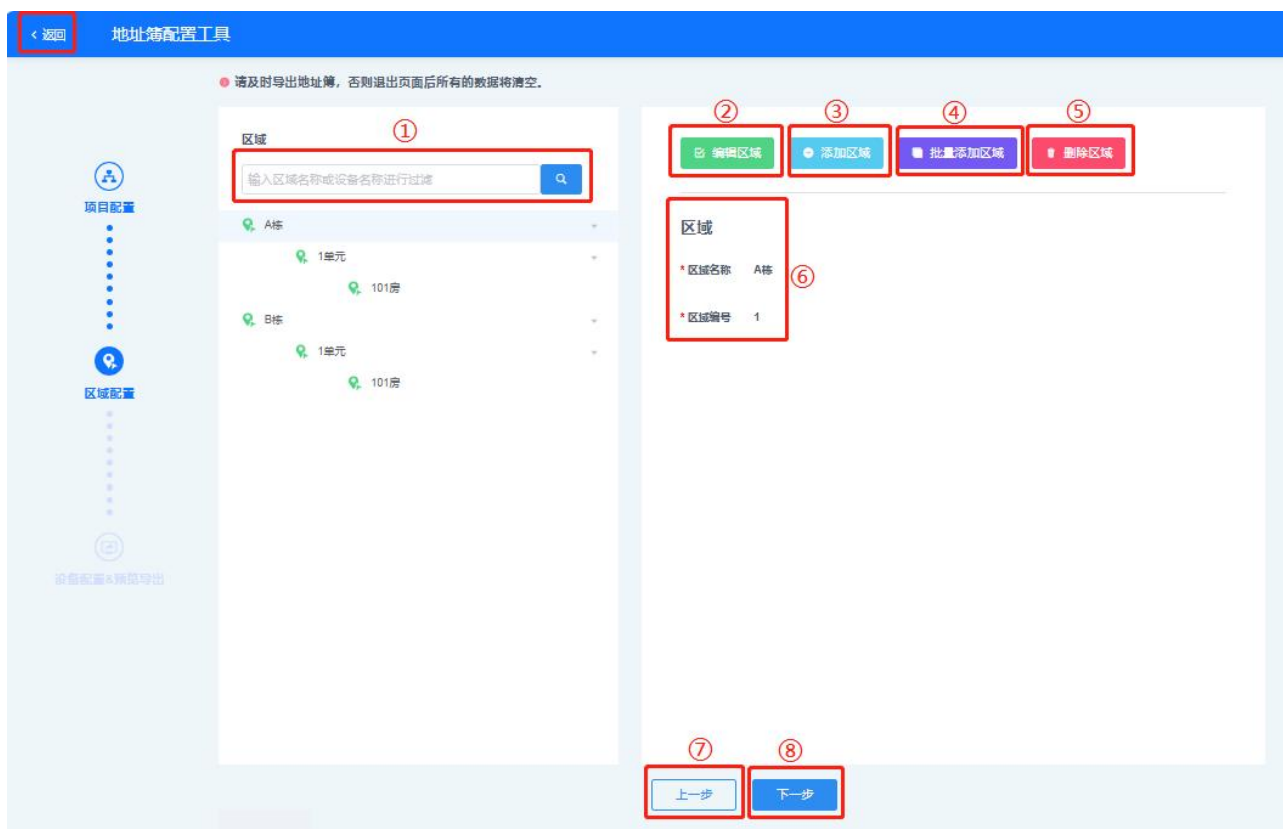 < 返回 地址簿配置工具
请及时导出地址簿，否则退出页面后所有的数据将清空。
项目配置
区域配置
设备配置&预览导出
区域
①
输入区域名称或设备名称进行过滤
A栋
1单元
101房
B栋
1单元
101房
② ③ ④ ⑤
编辑区域 添加区域 批量添加区域 删除区域
区域
*区域名称 A栋
⑥
*区域编号 1
⑦ ⑧
上一步 下一步